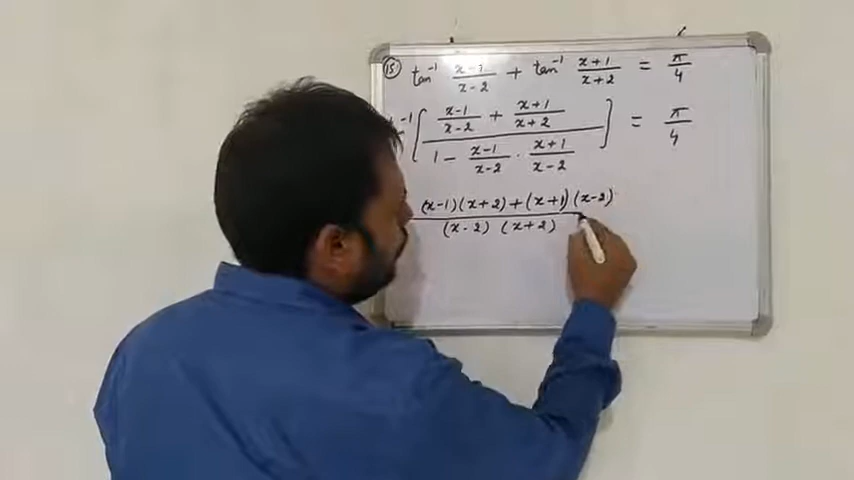 (15) tan⁻¹ (x-1)/(x-2) + tan⁻¹ (x+1)/(x+2) = π/4
⁻¹ [ ( (x-1)/(x-2) + (x+1)/(x+2) ) / ( 1 - (x-1)/(x-2) · (x+1)/(x-2) ) ] = π/4
( (x-1)(x+2) + (x+1)(x-2) ) / ( (x-2) (x+2) )